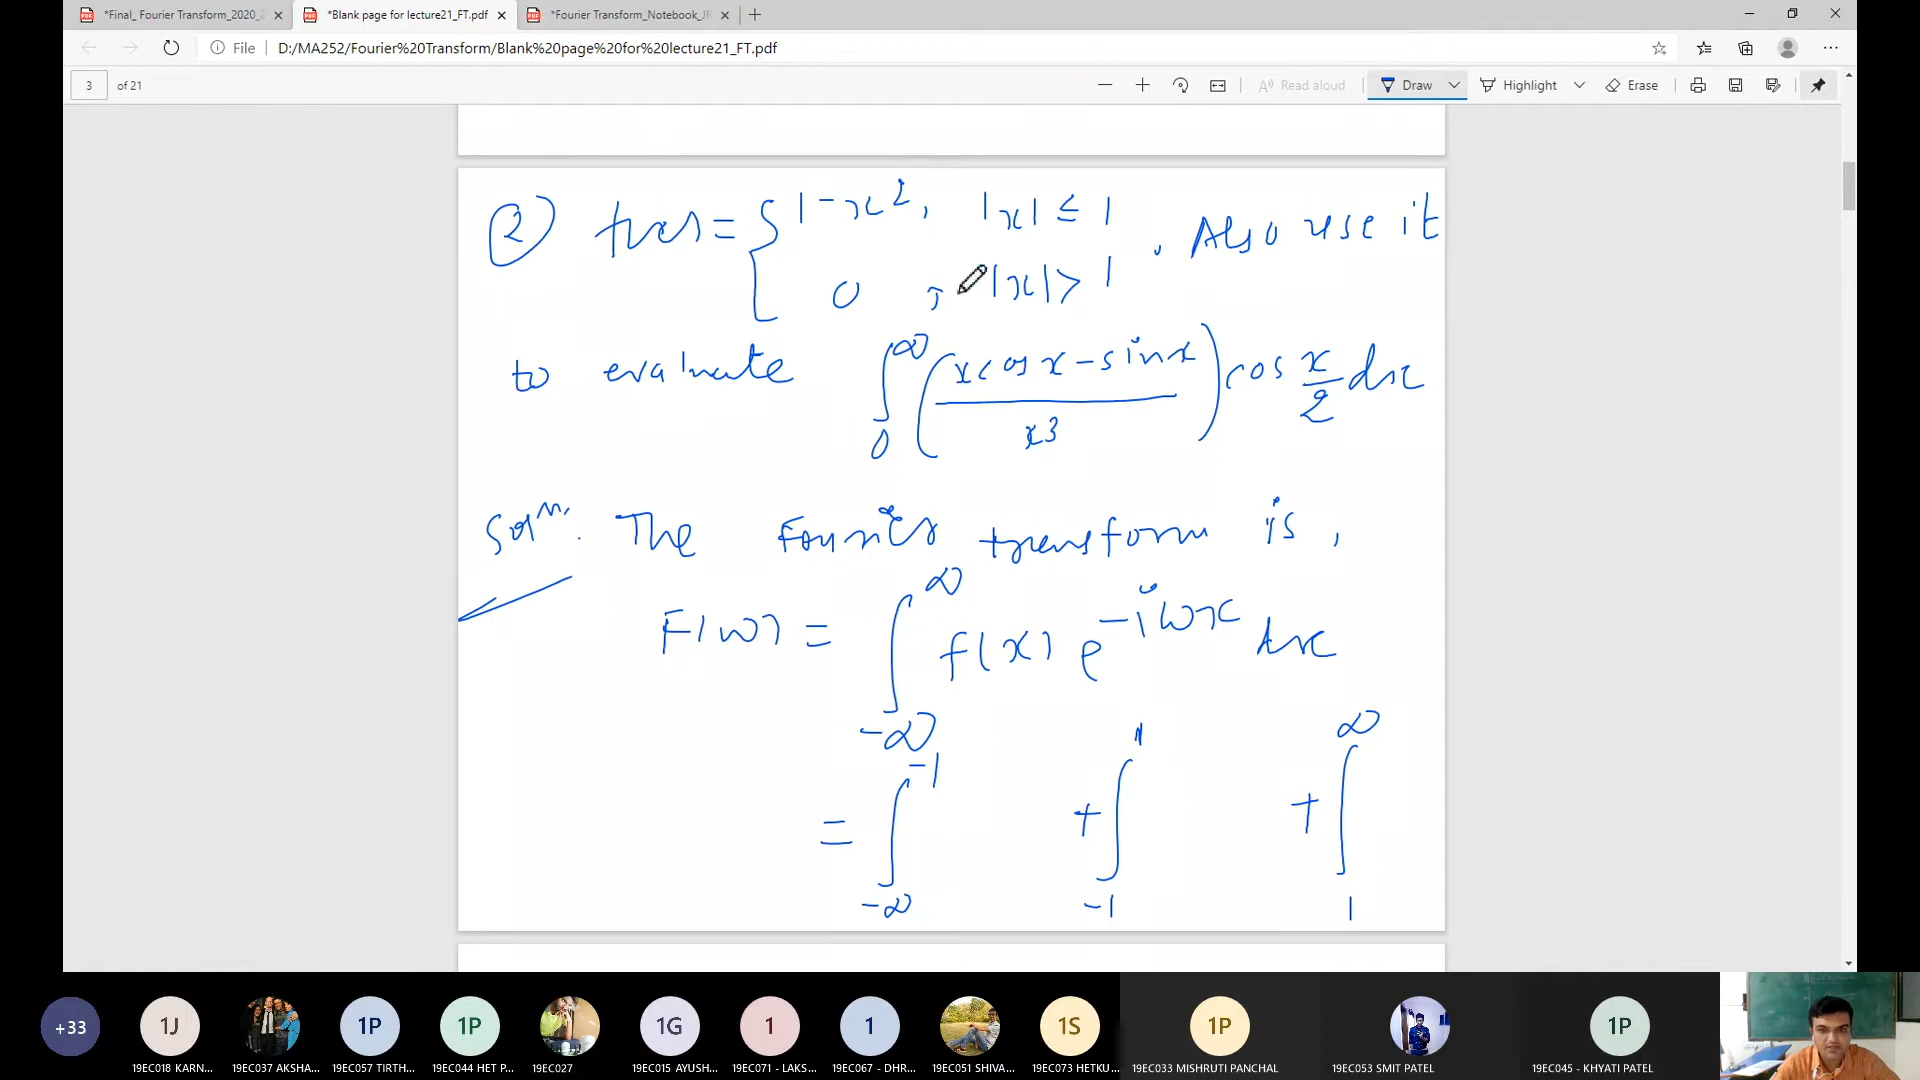 *Final_ Fourier Transform_2020_2
*Blank page for lecture21_FT.pdf
*Fourier Transform_Notebook_JF
File
D:/MA252/Fourier%20Transform/Blank%20page%20for%20lecture21_FT.pdf
3 of 21
Read aloud
Draw
Highlight
Erase
② f(x) = { 1-x², |x| ≤ 1
0 , |x| > 1 . Also use it
to evaluate ∫₀^∞ ( (x cos x - sin x) / x³ ) cos x/2 dx
Solⁿ. The Fourier transform is,
F(w) = ∫_{-∞}^{∞} f(x) e^{-iwx} dx
= ∫_{-∞}^{-1} + ∫_{-1}^{1} + ∫_{1}^{∞}
+33
1J
1P
1P
1G
1
1
1S
1P
1P
19EC018 KARN...
19EC037 AKSHA...
19EC057 TIRTH...
19EC044 HET P...
19EC027
19EC015 AYUSH...
19EC071 - LAKS...
19EC067 - DHR...
19EC051 SHIVA...
19EC073 HETKU...
19EC033 MISHRUTI PANCHAL
19EC053 SMIT PATEL
19EC045 - KHYATI PATEL